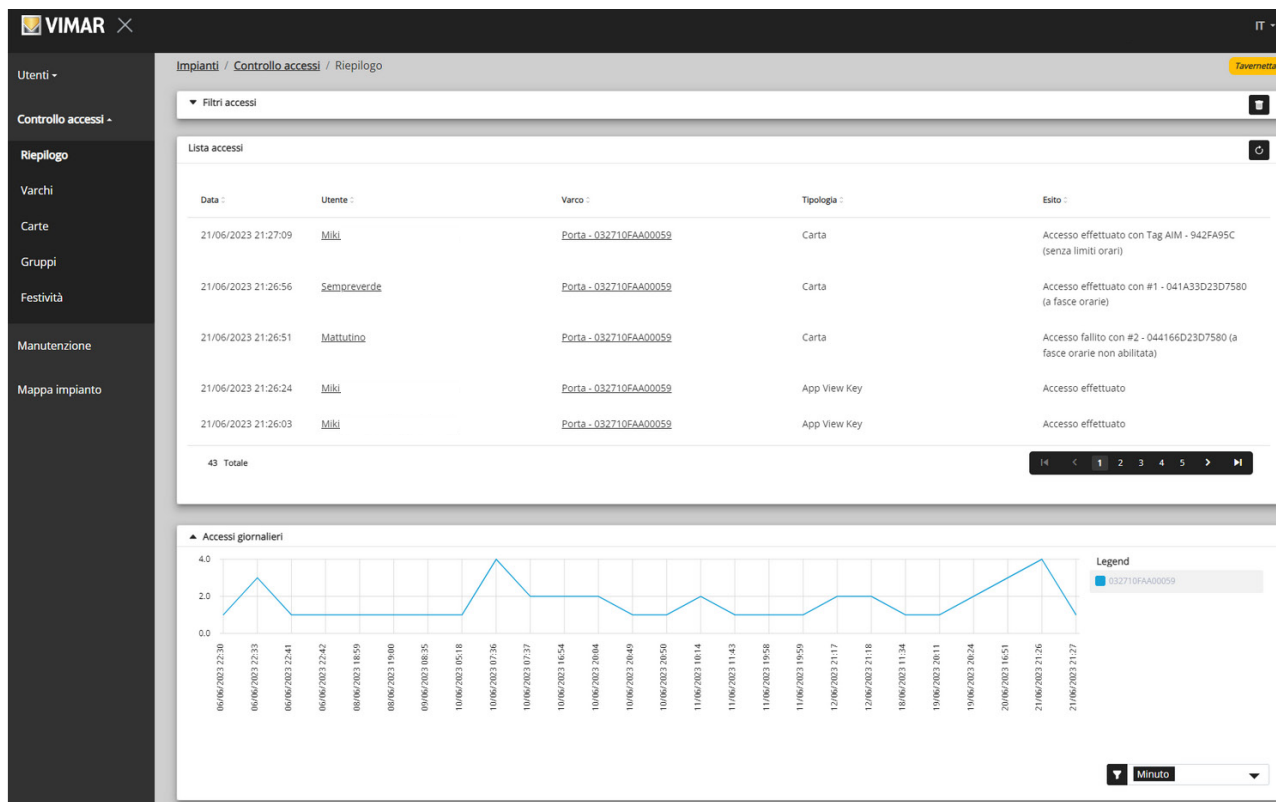 VIMAR
IT
Utenti
Controllo accessi
Riepilogo
Varchi
Carte
Gruppi
Festività
Manutenzione
Mappa impianto
Impianti / Controllo accessi / Riepilogo
Tavernetta
Filtri accessi
Lista accessi
Data Utente Varco Tipologia Esito
21/06/2023 21:27:09 Miki Porta - 032710FAA00059 Carta Accesso effettuato con Tag AIM - 942FA95C
(senza limiti orari)
21/06/2023 21:26:56 Sempreverde Porta - 032710FAA00059 Carta Accesso effettuato con #1 - 041A33D23D7580
(a fasce orarie)
21/06/2023 21:26:51 Mattutino Porta - 032710FAA00059 Carta Accesso fallito con #2 - 044166D23D7580 (a
fasce orarie non abilitata)
21/06/2023 21:26:24 Miki Porta - 032710FAA00059 App View Key Accesso effettuato
21/06/2023 21:26:03 Miki Porta - 032710FAA00059 App View Key Accesso effettuato
43 Totale
1 2 3 4 5
Accessi giornalieri
4.0
2.0
0.0
Legend
032710FAA00059
06/06/2023 22:30
06/06/2023 22:33
06/06/2023 22:41
06/06/2023 22:42
08/06/2023 18:59
08/06/2023 19:00
09/06/2023 08:35
10/06/2023 05:18
10/06/2023 07:36
10/06/2023 07:37
10/06/2023 16:54
10/06/2023 20:04
10/06/2023 20:49
10/06/2023 20:50
11/06/2023 10:14
11/06/2023 11:43
11/06/2023 19:58
11/06/2023 19:59
12/06/2023 21:17
12/06/2023 21:18
18/06/2023 11:34
19/06/2023 20:11
19/06/2023 20:24
20/06/2023 16:51
21/06/2023 21:26
21/06/2023 21:27
Minuto